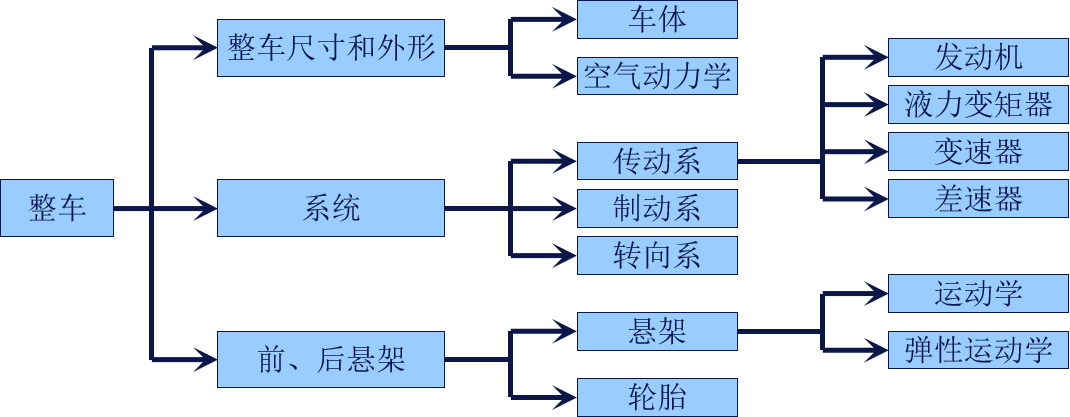 整车
整车尺寸和外形
系统
前、后悬架
车体
空气动力学
传动系
制动系
转向系
悬架
轮胎
发动机
液力变矩器
变速器
差速器
运动学
弹性运动学